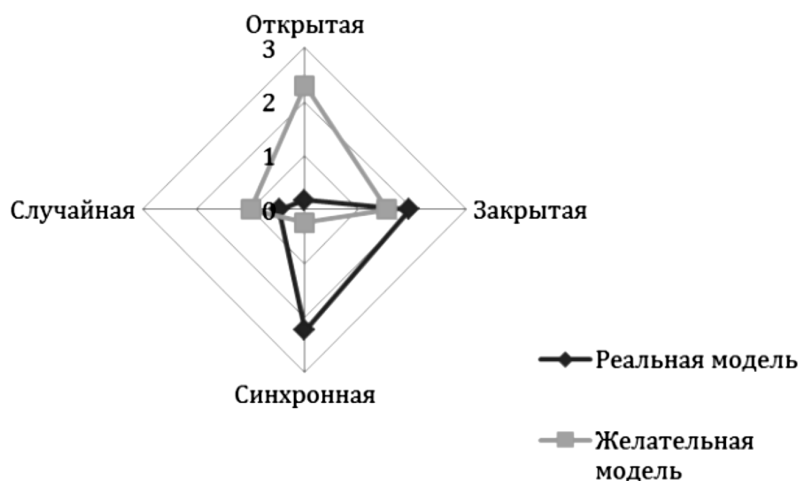 Открытая
3
2
1
0
Случайная
Закрытая
Синхронная
Реальная модель
Желательная
модель